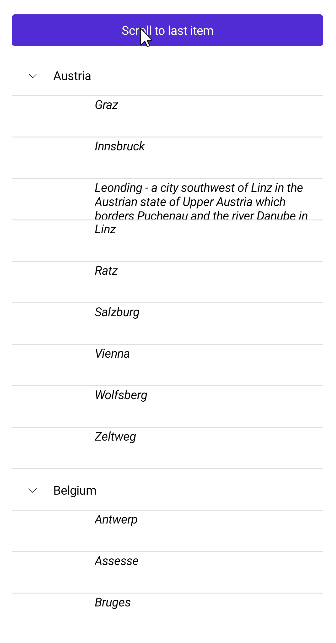 Scroll to last item
Austria
Graz
Innsbruck
Leonding - a city southwest of Linz in the
Austrian state of Upper Austria which
borders Puchenau and the river Danube in
Linz
Ratz
Salzburg
Vienna
Wolfsberg
Zeltweg
Belgium
Antwerp
Assesse
Bruges